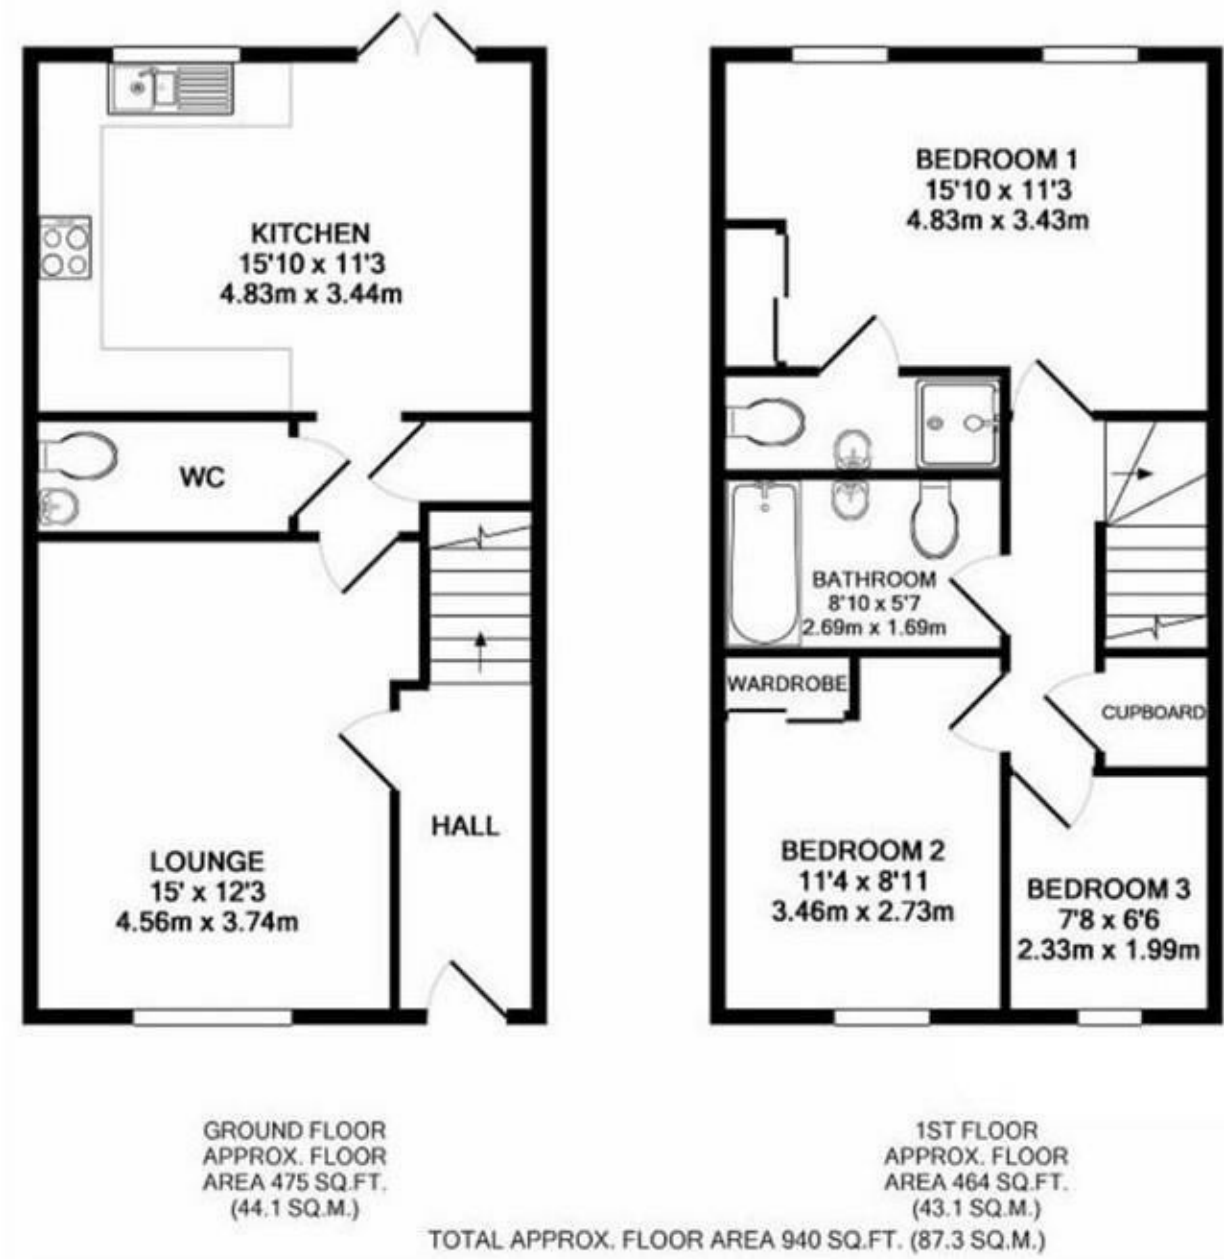 KITCHEN
15'10 x 11'3
4.83m x 3.44m
WC
LOUNGE
15' x 12'3
4.56m x 3.74m
HALL
GROUND FLOOR
APPROX. FLOOR
AREA 475 SQ.FT.
(44.1 SQ.M.)
BEDROOM 1
15'10 x 11'3
4.83m x 3.43m
BATHROOM
8'10 x 5'7
2.69m x 1.69m
WARDROBE
CUPBOARD
BEDROOM 2
11'4 x 8'11
3.46m x 2.73m
BEDROOM 3
7'8 x 6'6
2.33m x 1.99m
1ST FLOOR
APPROX. FLOOR
AREA 464 SQ.FT.
(43.1 SQ.M.)
TOTAL APPROX. FLOOR AREA 940 SQ.FT. (87.3 SQ.M.)